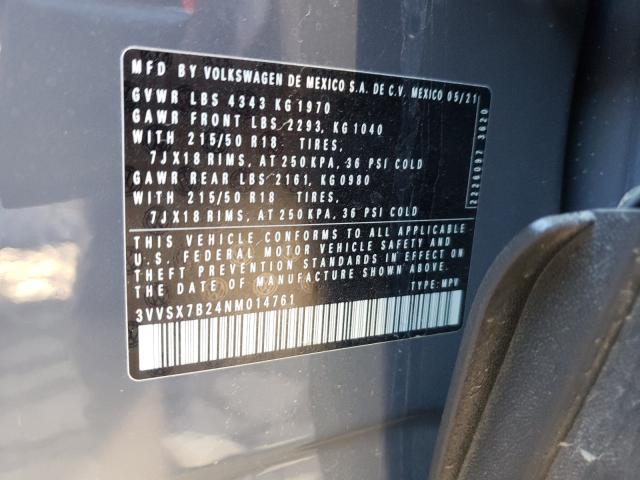 MFD BY VOLKSWAGEN DE MEXICO S.A. DE C.V. MEXICO 05/21
GVWR LBS 4343 KG 1970
GAWR FRONT LBS 2293, KG 1040
WITH 215/50 R18 TIRES,
7JX18 RIMS, AT 250 KPA, 36 PSI COLD
GAWR REAR LBS 2161, KG 0980
WITH 215/50 R18 TIRES,
7JX18 RIMS, AT 250 KPA, 36 PSI COLD
THIS VEHICLE CONFORMS TO ALL APPLICABLE
U.S. FEDERAL MOTOR VEHICLE SAFETY AND
THEFT PREVENTION STANDARDS IN EFFECT ON
THE DATE OF MANUFACTURE SHOWN ABOVE.
3VVSX7B24NM014761 TYPE: MPV
2226097 3020